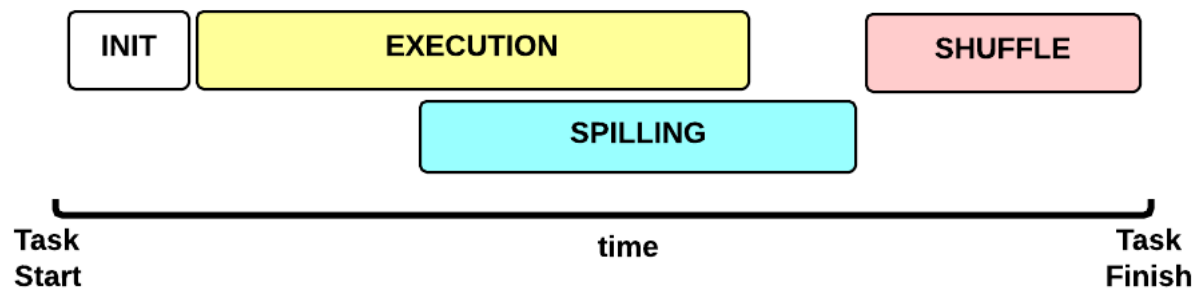 INIT
EXECUTION
SHUFFLE
SPILLING
Task
Start
time
Task
Finish